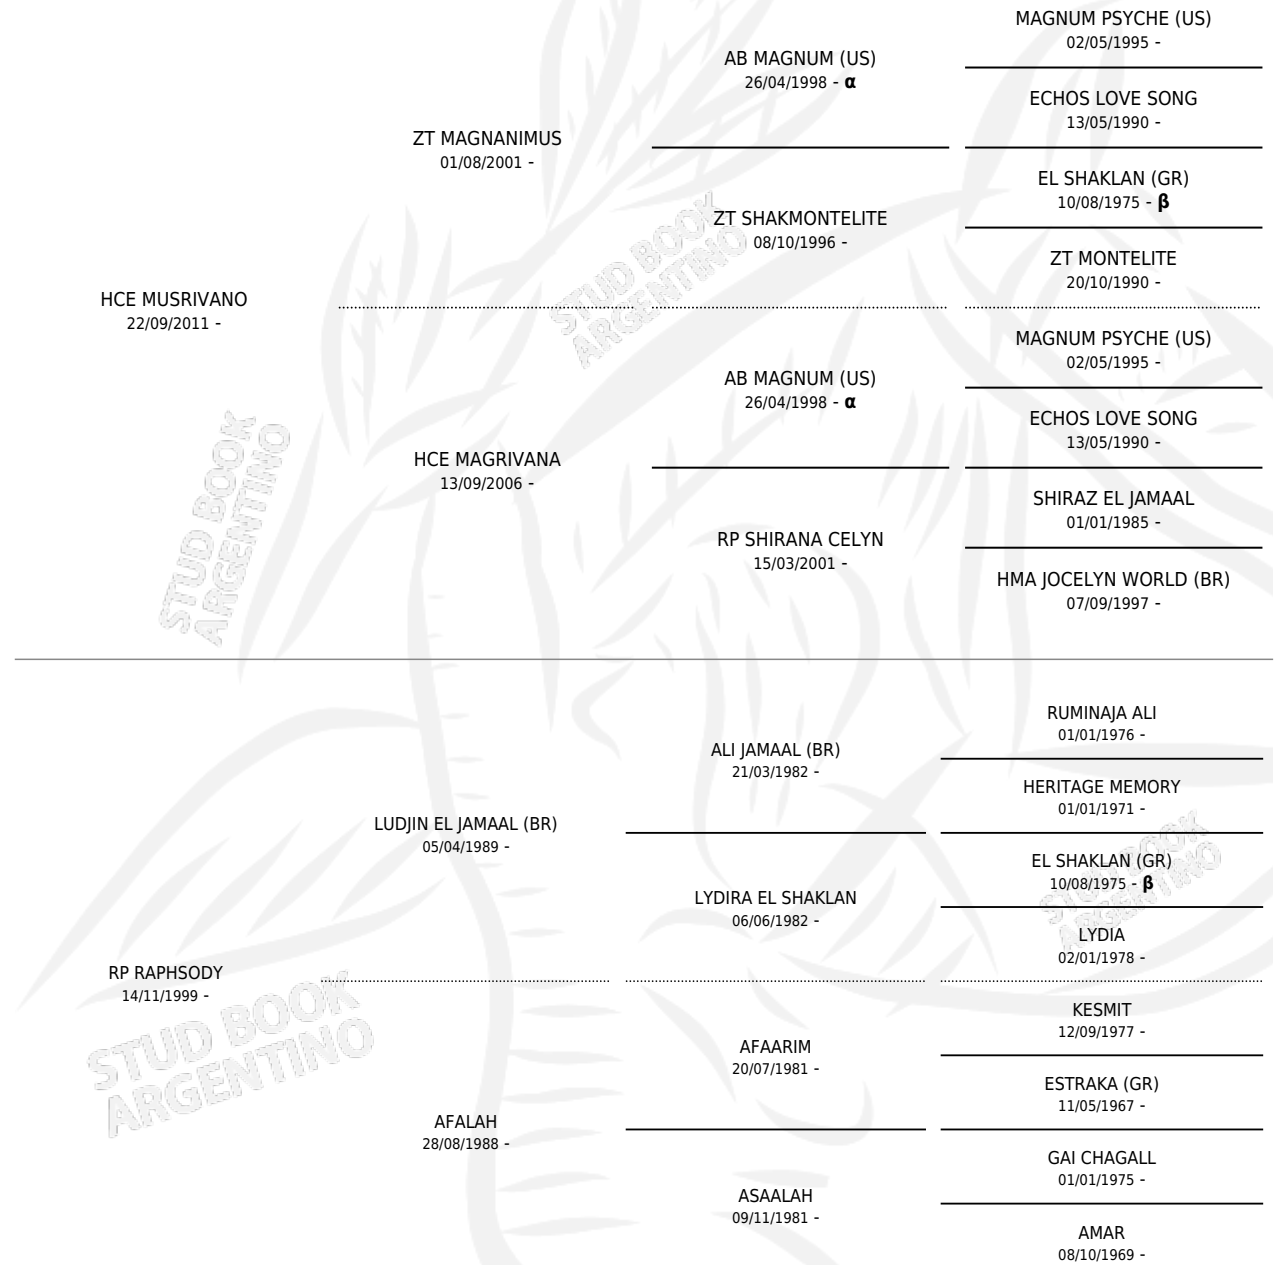 MAGNUM PSYCHE (US)
02/05/1995 -
AB MAGNUM (US)
26/04/1998 - α
ECHOS LOVE SONG
13/05/1990 -
ZT MAGNANIMUS
01/08/2001 -
EL SHAKLAN (GR)
10/08/1975 - β
ZT SHAKMONTELITE
08/10/1996 -
ZT MONTELITE
20/10/1990 -
HCE MUSRIVANO
22/09/2011 -
MAGNUM PSYCHE (US)
02/05/1995 -
AB MAGNUM (US)
26/04/1998 - α
ECHOS LOVE SONG
13/05/1990 -
HCE MAGRIVANA
13/09/2006 -
SHIRAZ EL JAMAAL
01/01/1985 -
RP SHIRANA CELYN
15/03/2001 -
HMA JOCELYN WORLD (BR)
07/09/1997 -
RUMINAJA ALI
01/01/1976 -
ALI JAMAAL (BR)
21/03/1982 -
HERITAGE MEMORY
01/01/1971 -
LUDJIN EL JAMAAL (BR)
05/04/1989 -
EL SHAKLAN (GR)
10/08/1975 - β
LYDIRA EL SHAKLAN
06/06/1982 -
LYDIA
02/01/1978 -
RP RAPHSODY
14/11/1999 -
KESMIT
12/09/1977 -
AFAARIM
20/07/1981 -
ESTRAKA (GR)
11/05/1967 -
AFALAH
28/08/1988 -
GAI CHAGALL
01/01/1975 -
ASAALAH
09/11/1981 -
AMAR
08/10/1969 -
STUD BOOK
ARGENTINO
STUD BOOK
ARGENTINO
STUD BOOK
ARGENTINO
STUD BOOK
ARGENTINO